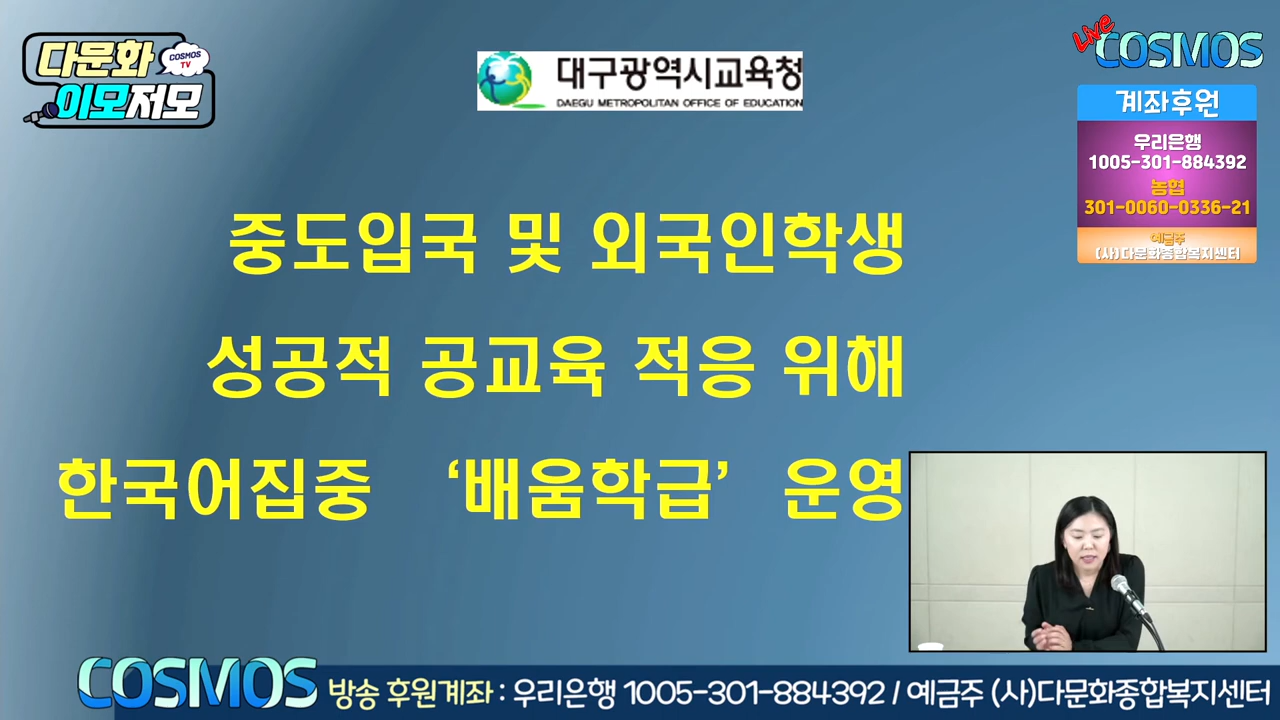 다문화
COSMOS
TV
이모저모
대구광역시교육청
DAEGU METROPOLITAN OFFICE OF EDUCATION
Live
COSMOS
계좌후원
우리은행
1005-301-884392
농협
301-0060-0336-21
예금주
(사)다문화종합복지센터
중도입국 및 외국인학생
성공적 공교육 적응 위해
한국어집중 ‘배움학급’ 운영
COSMOS 방송 후원계좌 : 우리은행 1005-301-884392 / 예금주 (사)다문화종합복지센터